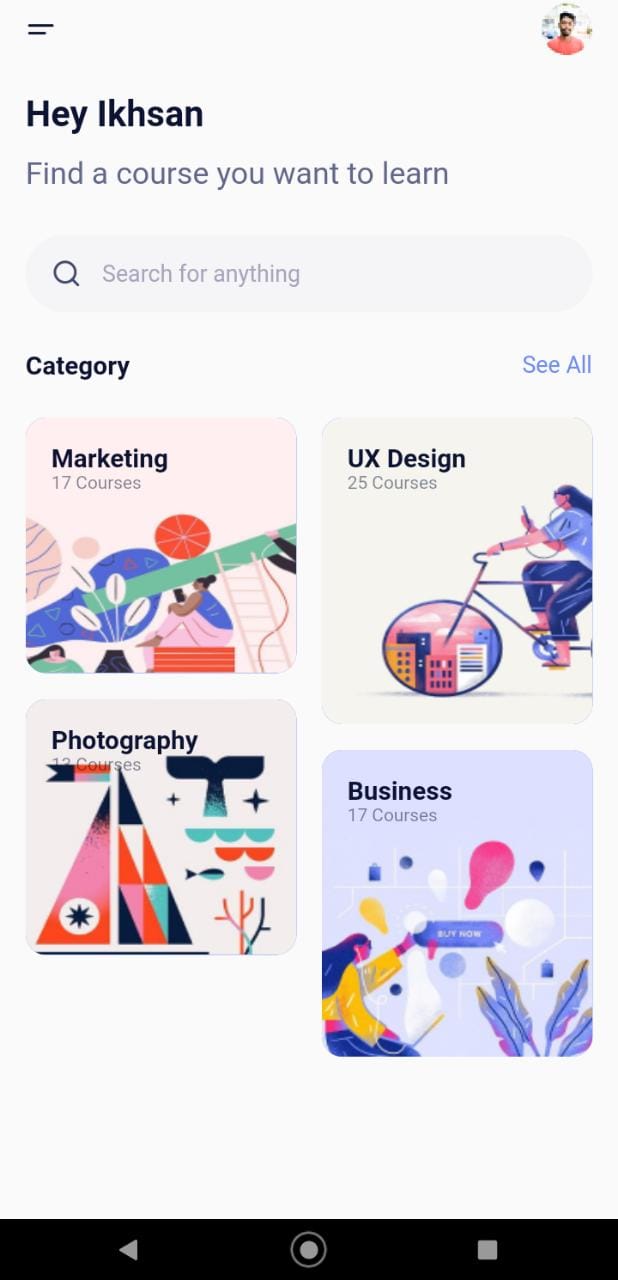 Hey Ikhsan
Find a course you want to learn
Search for anything
Category
See All
Marketing
17 Courses
UX Design
25 Courses
Photography
13 Courses
Business
17 Courses
BUY NOW